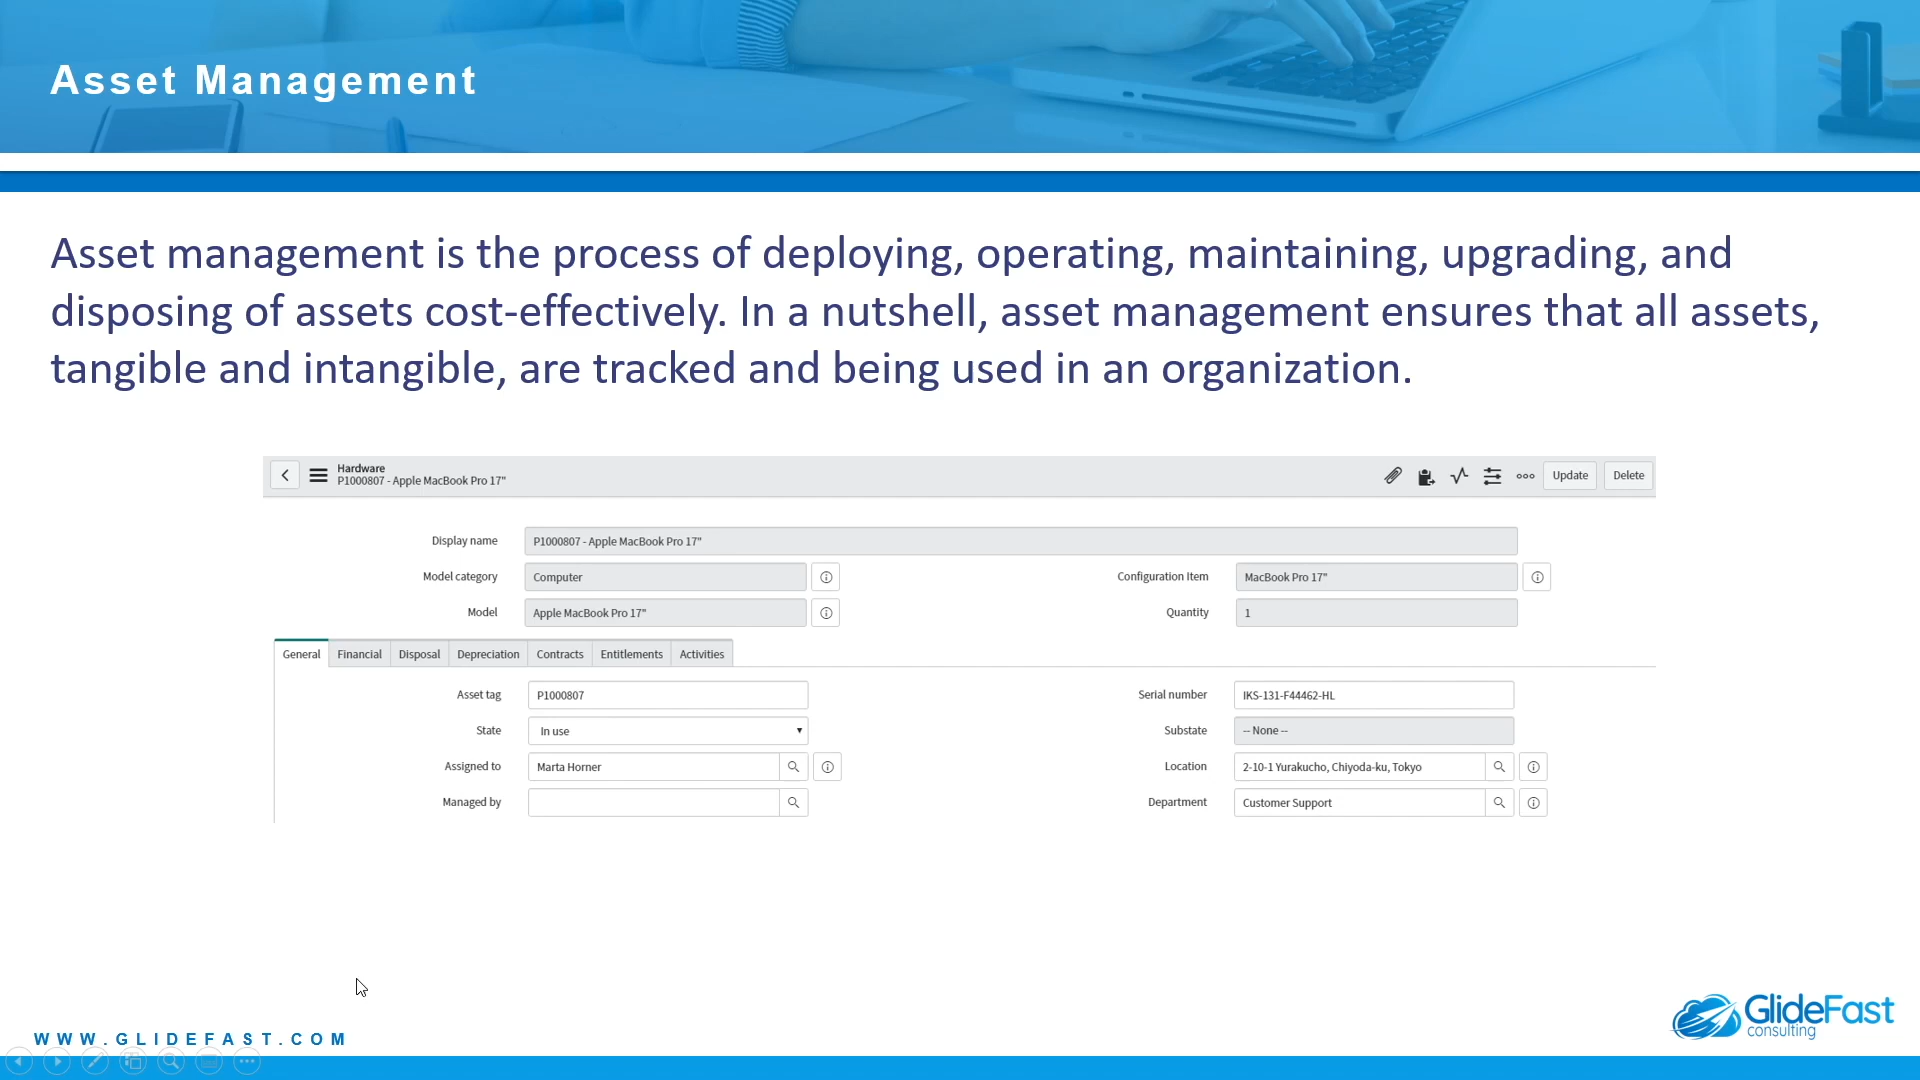 Asset Management
Asset management is the process of deploying, operating, maintaining, upgrading, and
disposing of assets cost-effectively. In a nutshell, asset management ensures that all assets,
tangible and intangible, are tracked and being used in an organization.
Hardware
P1000807 - Apple MacBook Pro 17"
Update Delete
Display name P1000807 - Apple MacBook Pro 17"
Model category Computer Configuration Item MacBook Pro 17"
Model Apple MacBook Pro 17" Quantity 1
General Financial Disposal Depreciation Contracts Entitlements Activities
Asset tag P1000807 Serial number IKS-131-F44462-HL
State In use Substate -- None --
Assigned to Marta Horner Location 2-10-1 Yurakucho, Chiyoda-ku, Tokyo
Managed by Department Customer Support
WWW.GLIDEFAST.COM
GlideFast
consulting